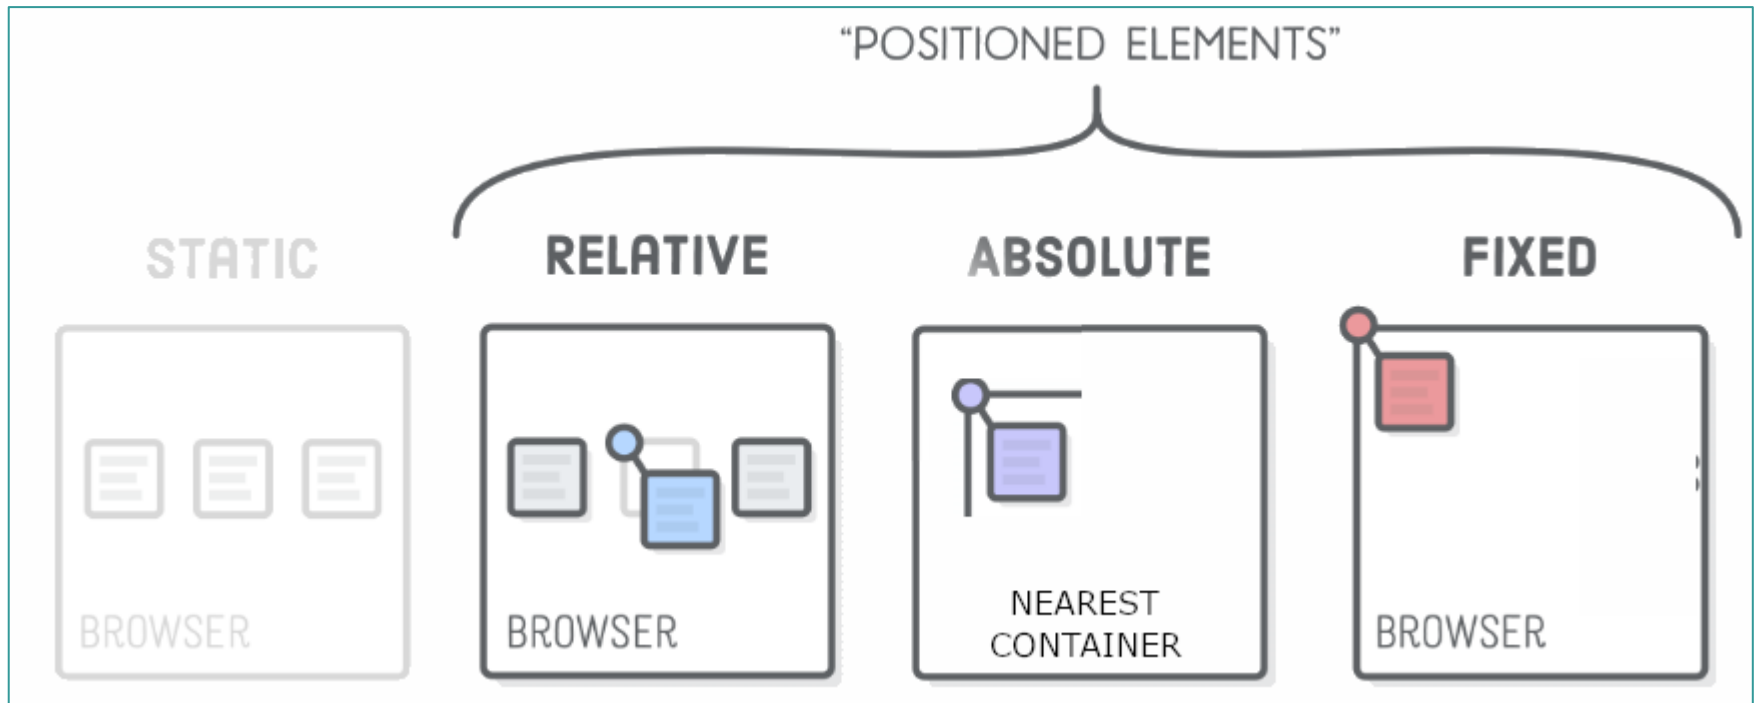 “POSITIONED ELEMENTS”
STATIC
RELATIVE
ABSOLUTE
FIXED
BROWSER
BROWSER
NEAREST
CONTAINER
BROWSER